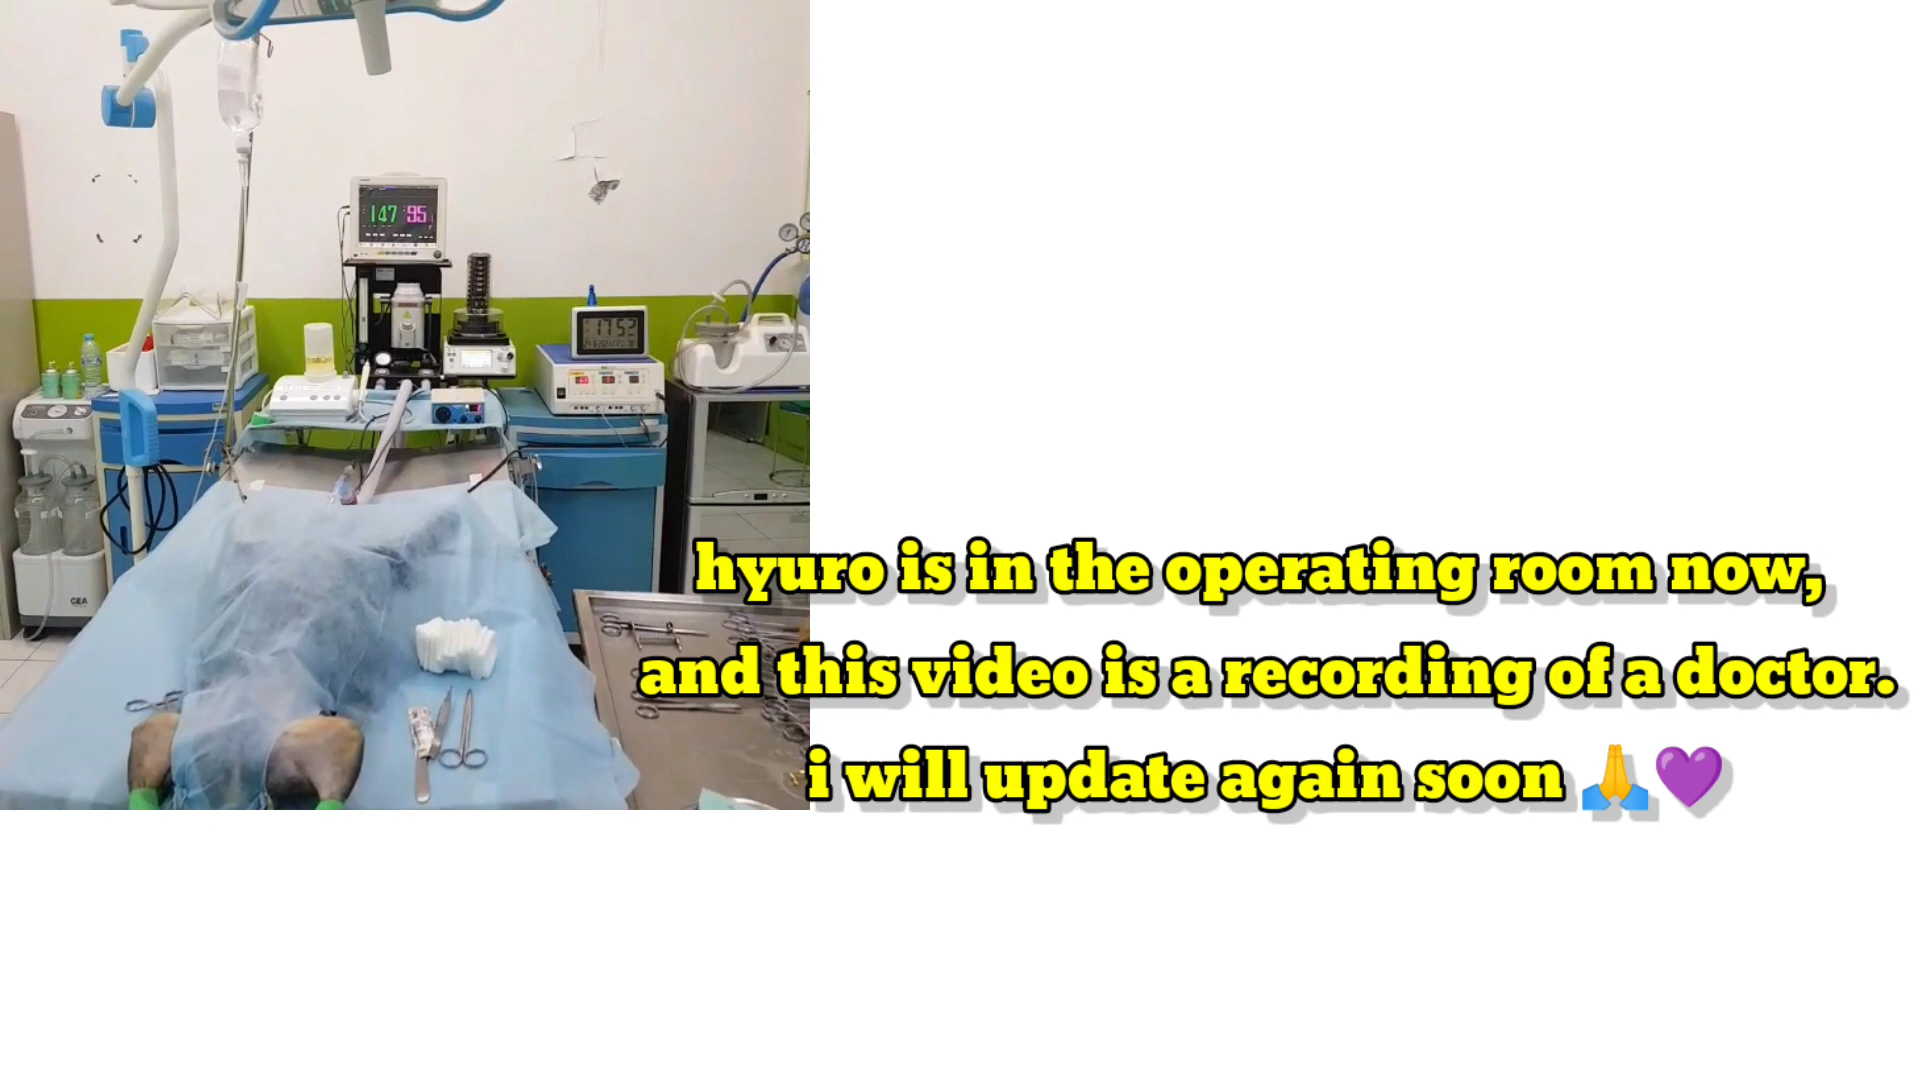 147 95
17 52
GEA
hyuro is in the operating room now,
and this video is a recording of a doctor.
i will update again soon 🙏💜